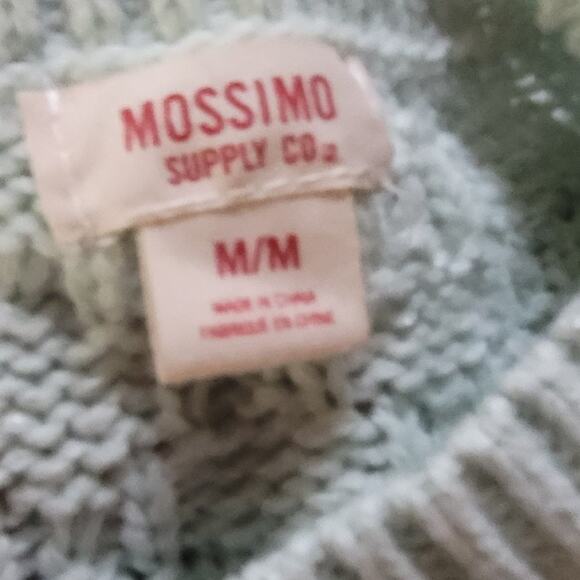 MOSSIMO
SUPPLY CO.
M/M
MADE IN CHINA
FABRIQUÉ EN CHINE